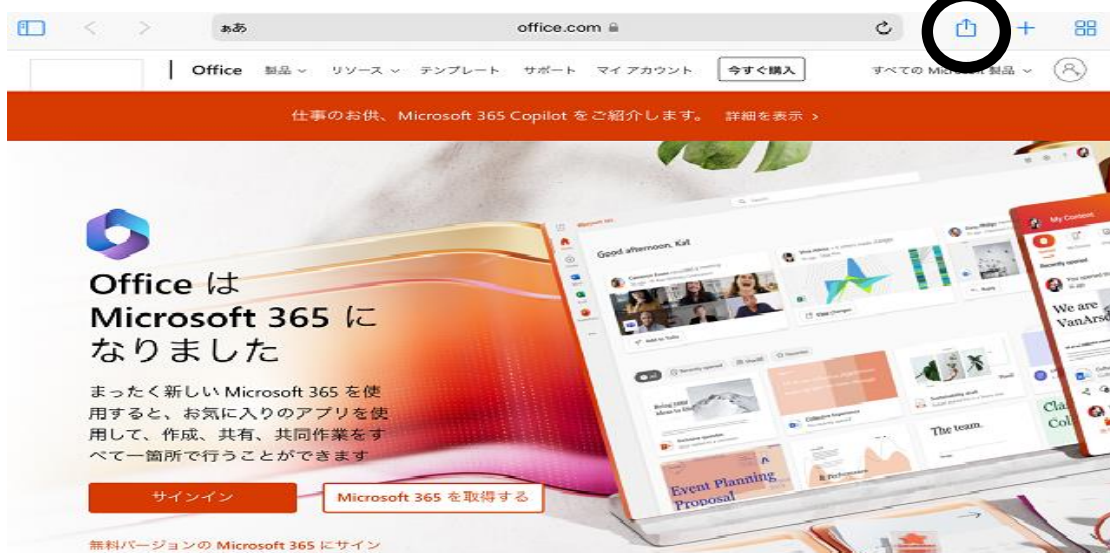 ぁあ office.com
Office 製品 リソース テンプレート サポート マイ アカウント 今すぐ購入 すべての Microsoft 製品
仕事のお供、Microsoft 365 Copilot をご紹介します。 詳細を表示 >
Office は
Microsoft 365 に
なりました
まったく新しい Microsoft 365 を使
用すると、お気に入りのアプリを使
用して、作成、共有、共同作業をす
べて一箇所で行うことができます
サインイン Microsoft 365 を取得する
無料バージョンの Microsoft 365 にサイン
Good afternoon, Kat
My Content
Recently opened
We are
The team.
Event Planning
Proposal